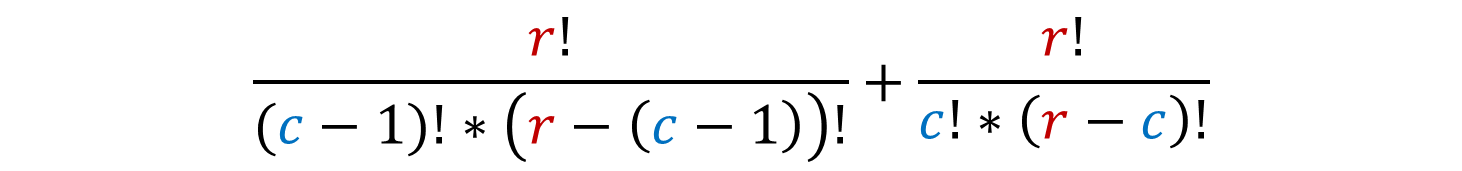 r! / ((c − 1)! * (r − (c − 1))!) + r! / (c! * (r − c)!)